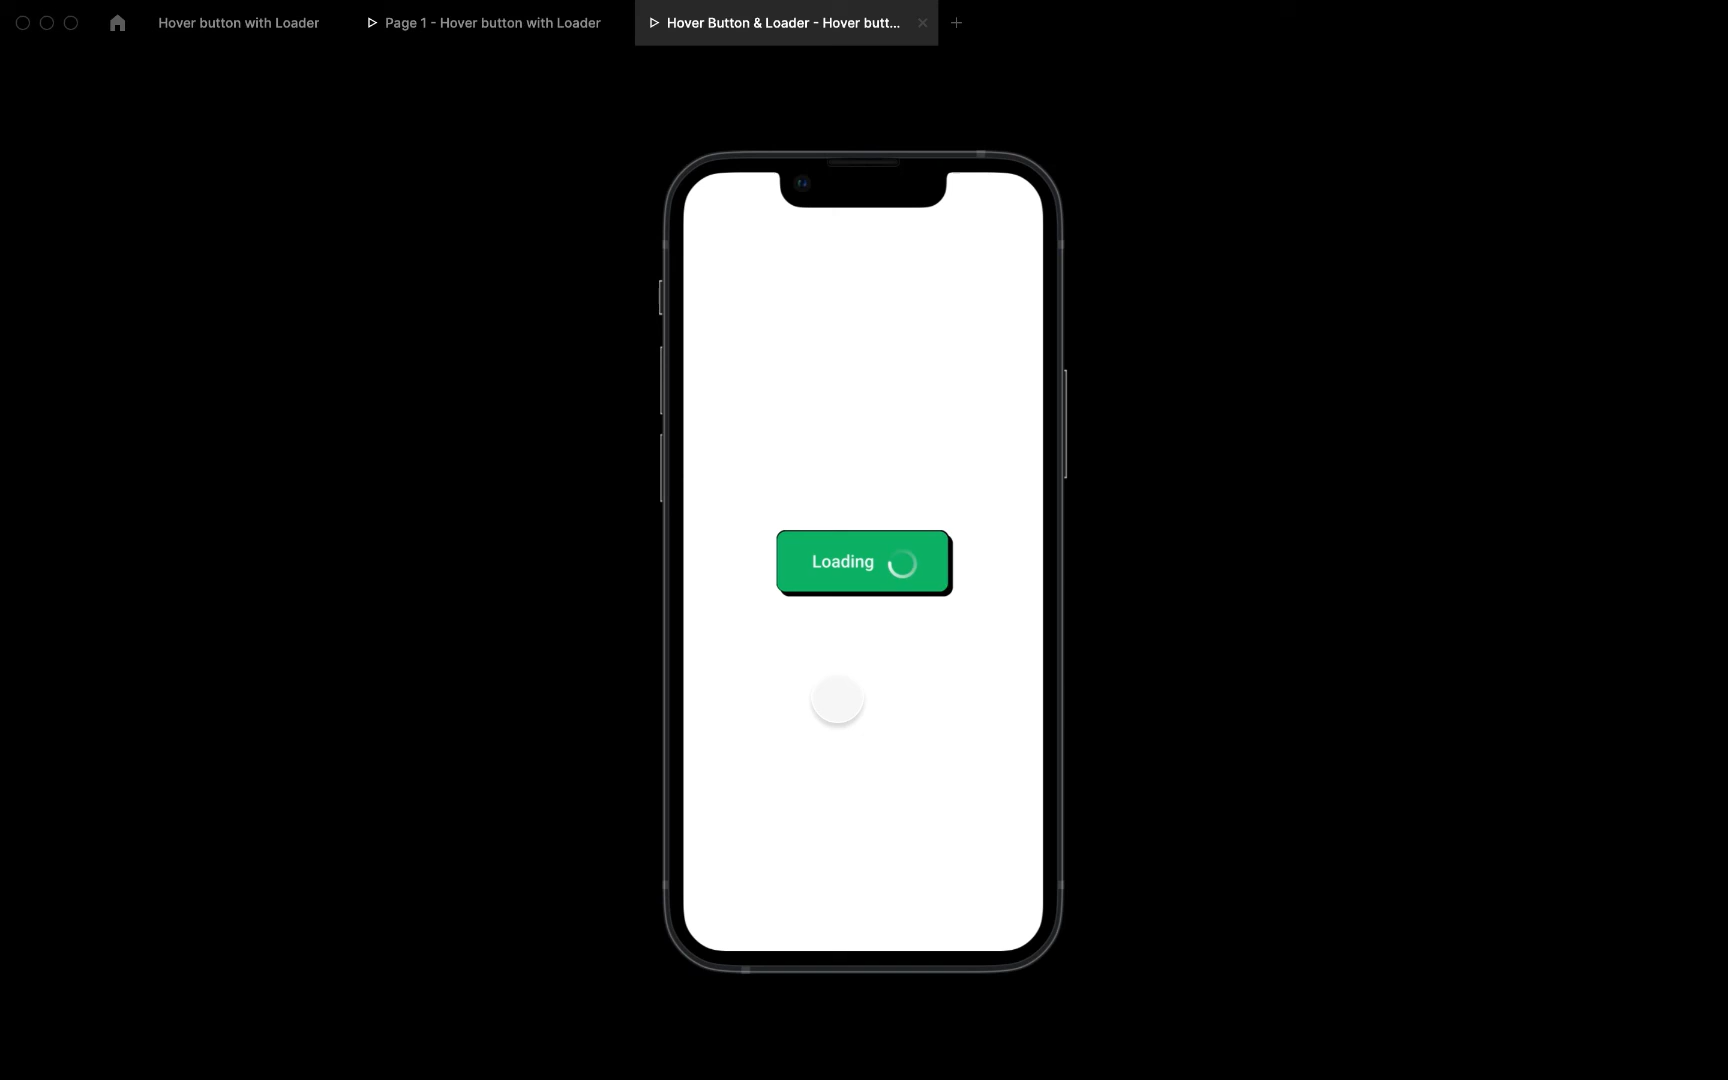 Hover button with Loader
Page 1 - Hover button with Loader
Hover Button & Loader - Hover butt...
Loading